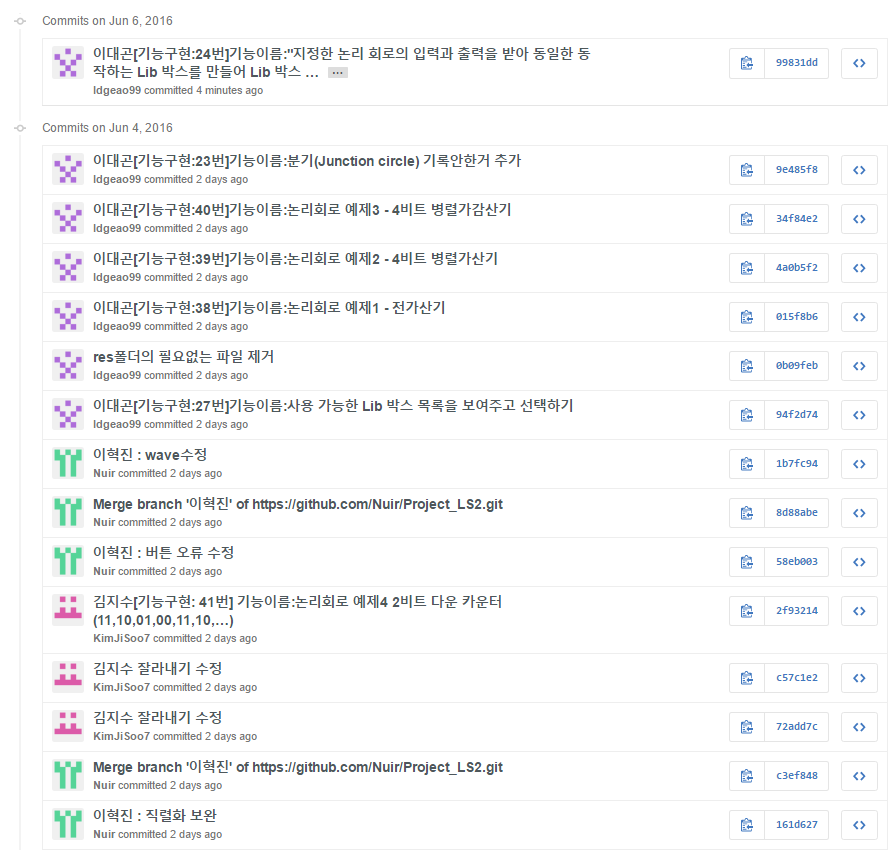 Commits on Jun 6, 2016
이대곤[기능구현:24번]기능이름:"지정한 논리 회로의 입력과 출력을 받아 동일한 동
작하는 Lib 박스를 만들어 Lib 박스 ... …
ldgeao99 committed 4 minutes ago
99831dd
Commits on Jun 4, 2016
이대곤[기능구현:23번]기능이름:분기(Junction circle) 기록안한거 추가
ldgeao99 committed 2 days ago
9e485f8
이대곤[기능구현:40번]기능이름:논리회로 예제3 - 4비트 병렬가감산기
ldgeao99 committed 2 days ago
34f84e2
이대곤[기능구현:39번]기능이름:논리회로 예제2 - 4비트 병렬가산기
ldgeao99 committed 2 days ago
4a0b5f2
이대곤[기능구현:38번]기능이름:논리회로 예제1 - 전가산기
ldgeao99 committed 2 days ago
015f8b6
res폴더의 필요없는 파일 제거
ldgeao99 committed 2 days ago
0b09feb
이대곤[기능구현:27번]기능이름:사용 가능한 Lib 박스 목록을 보여주고 선택하기
ldgeao99 committed 2 days ago
94f2d74
이혁진 : wave수정
Nuir committed 2 days ago
1b7fc94
Merge branch '이혁진' of https://github.com/Nuir/Project_LS2.git
Nuir committed 2 days ago
8d88abe
이혁진 : 버튼 오류 수정
Nuir committed 2 days ago
58eb003
김지수[기능구현: 41번] 기능이름:논리회로 예제4 2비트 다운 카운터
(11,10,01,00,11,10,...)
KimJiSoo7 committed 2 days ago
2f93214
김지수 잘라내기 수정
KimJiSoo7 committed 2 days ago
c57c1e2
김지수 잘라내기 수정
KimJiSoo7 committed 2 days ago
72add7c
Merge branch '이혁진' of https://github.com/Nuir/Project_LS2.git
Nuir committed 2 days ago
c3ef848
이혁진 : 직렬화 보완
Nuir committed 2 days ago
161d627